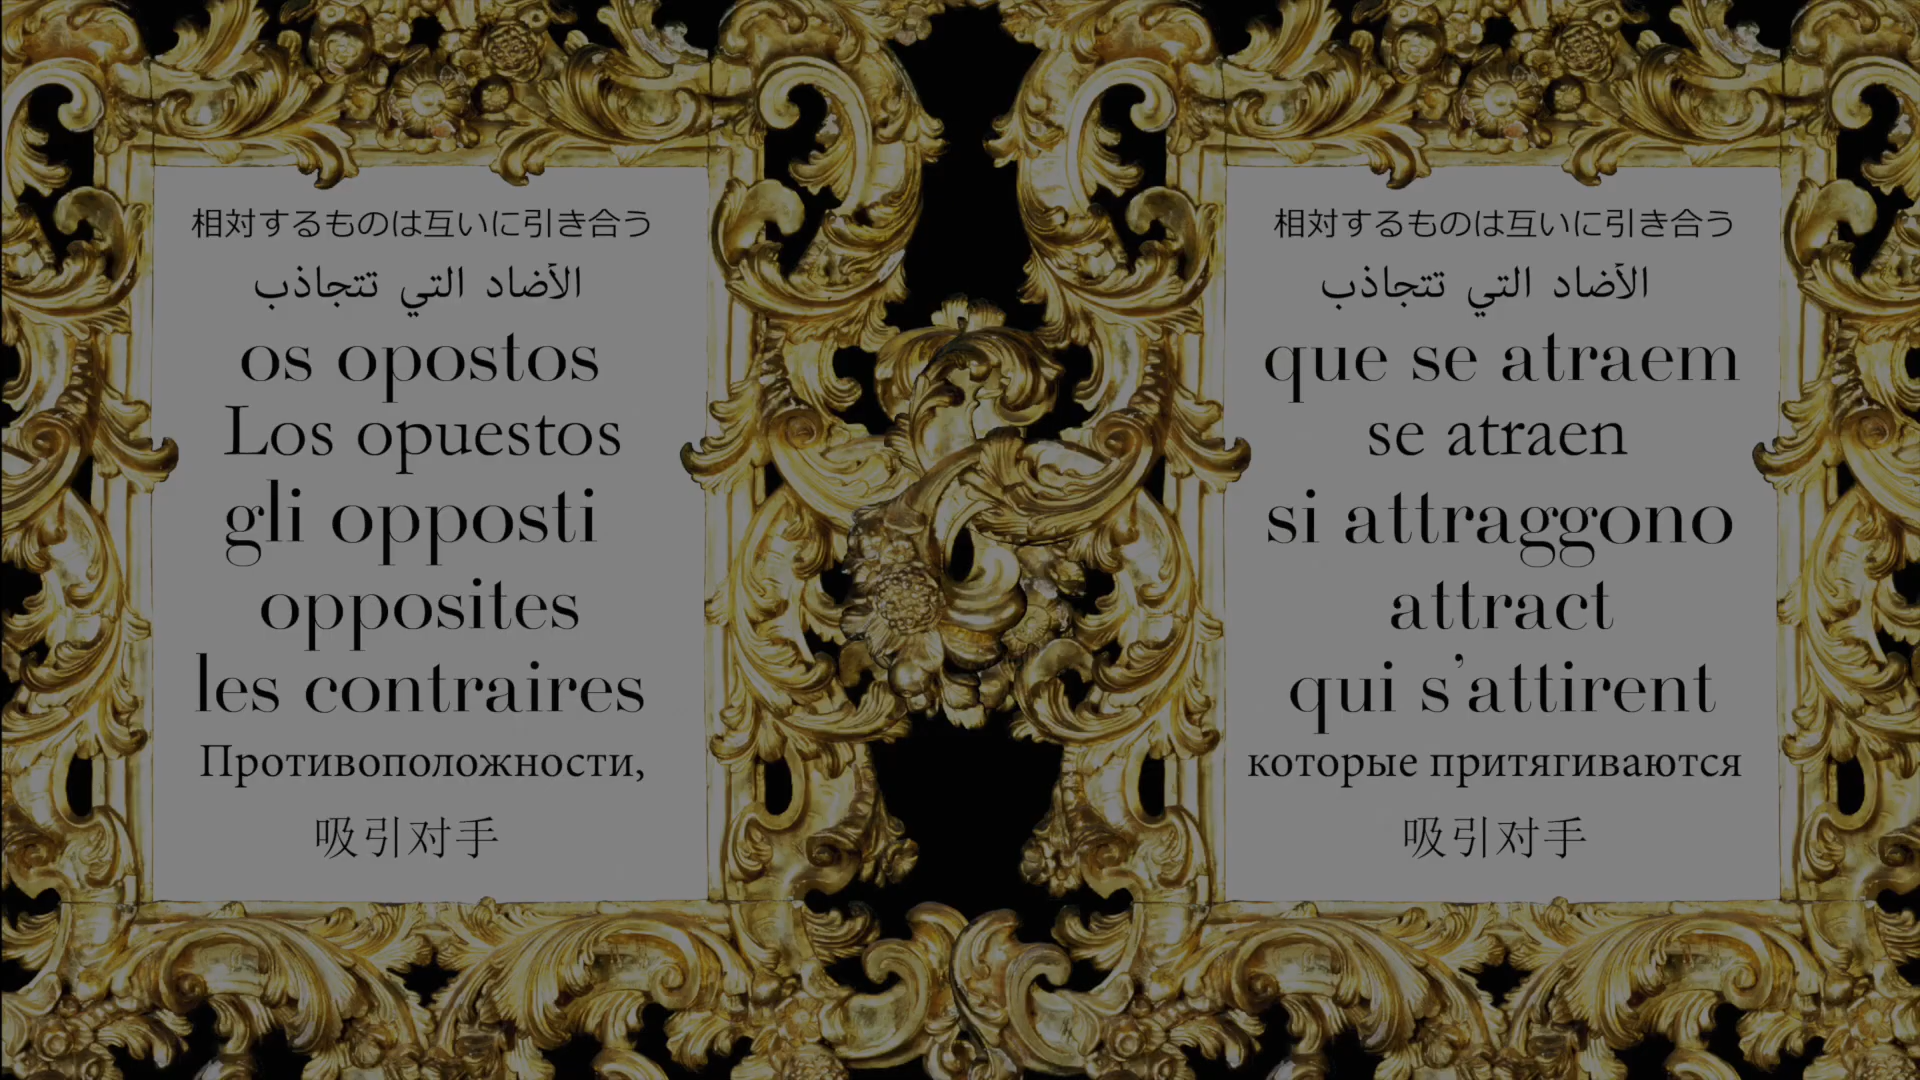 相対するものは互いに引き合う
الأضاد التي تتجاذب
os opostos
Los opuestos
gli opposti
opposites
les contraires
Противоположности,
吸引对手
相対するものは互いに引き合う
الأضاد التي تتجاذب
que se atraem
se atraen
si attraggono
attract
qui s’attirent
которые притягиваются
吸引对手